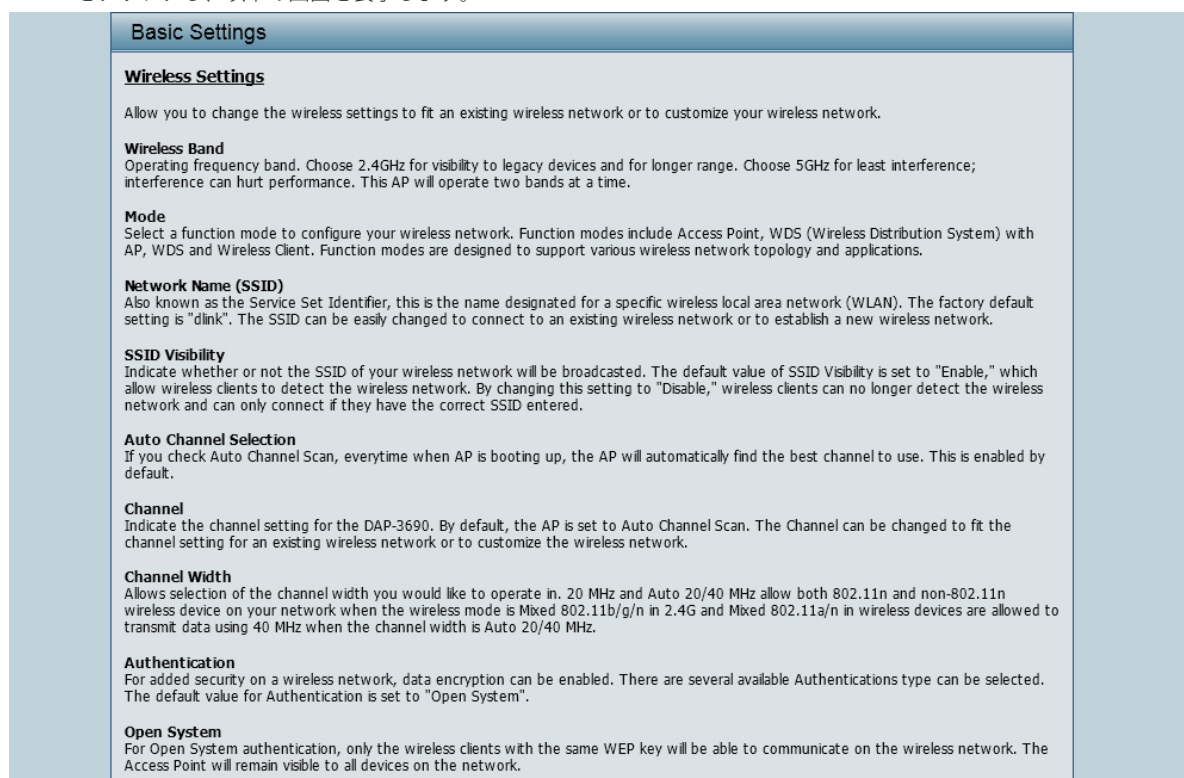 Basic Settings
Wireless Settings
Allow you to change the wireless settings to fit an existing wireless network or to customize your wireless network.
Wireless Band
Operating frequency band. Choose 2.4GHz for visibility to legacy devices and for longer range. Choose 5GHz for least interference;
interference can hurt performance. This AP will operate two bands at a time.
Mode
Select a function mode to configure your wireless network. Function modes include Access Point, WDS (Wireless Distribution System) with
AP, WDS and Wireless Client. Function modes are designed to support various wireless network topology and applications.
Network Name (SSID)
Also known as the Service Set Identifier, this is the name designated for a specific wireless local area network (WLAN). The factory default
setting is "dlink". The SSID can be easily changed to connect to an existing wireless network or to establish a new wireless network.
SSID Visibility
Indicate whether or not the SSID of your wireless network will be broadcasted. The default value of SSID Visibility is set to "Enable," which
allow wireless clients to detect the wireless network. By changing this setting to "Disable," wireless clients can no longer detect the wireless
network and can only connect if they have the correct SSID entered.
Auto Channel Selection
If you check Auto Channel Scan, everytime when AP is booting up, the AP will automatically find the best channel to use. This is enabled by
default.
Channel
Indicate the channel setting for the DAP-3690. By default, the AP is set to Auto Channel Scan. The Channel can be changed to fit the
channel setting for an existing wireless network or to customize the wireless network.
Channel Width
Allows selection of the channel width you would like to operate in. 20 MHz and Auto 20/40 MHz allow both 802.11n and non-802.11n
wireless device on your network when the wireless mode is Mixed 802.11b/g/n in 2.4G and Mixed 802.11a/n in wireless devices are allowed to
transmit data using 40 MHz when the channel width is Auto 20/40 MHz.
Authentication
For added security on a wireless network, data encryption can be enabled. There are several available Authentications type can be selected.
The default value for Authentication is set to "Open System".
Open System
For Open System authentication, only the wireless clients with the same WEP key will be able to communicate on the wireless network. The
Access Point will remain visible to all devices on the network.